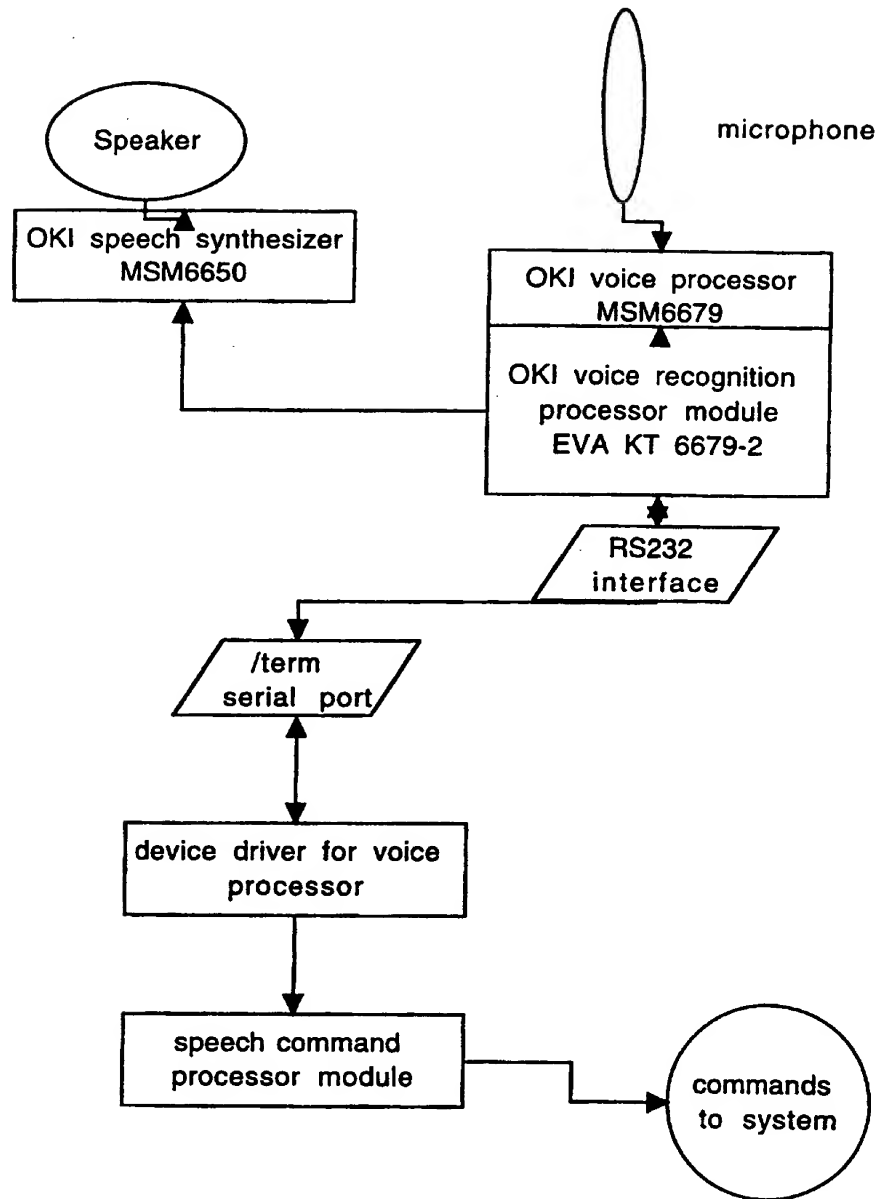 Speaker
microphone
OKI speech synthesizer
MSM6650
OKI voice processor
MSM6679
OKI voice recognition
processor module
EVA KT 6679-2
RS232
interface
/term
serial port
device driver for voice
processor
speech command
processor module
commands
to system